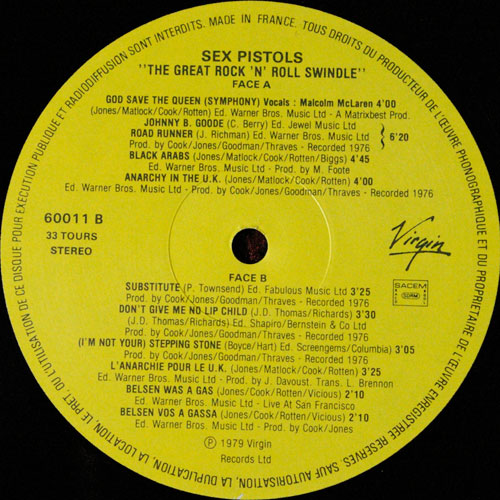 MADE IN FRANCE. TOUS DROITS DU PRODUCTEUR DE L'ŒUVRE PHONOGRAPHIQUE ET DU PROPRIETAIRE DE L'ŒUVRE ENREGISTREE RESERVES. SAUF AUTORISATION, LA DUPLICATION, LA LOCATION, LE PRET OU L'UTILISATION DE CE DISQUE POUR EXECUTION PUBLIQUE ET RADIODIFFUSION SONT INTERDITS.
SEX PISTOLS
"THE GREAT ROCK 'N' ROLL SWINDLE"
FACE A
GOD SAVE THE QUEEN (SYMPHONY) Vocals : Malcolm McLaren 4'00
(Jones/Matlock/Cook/Rotten) Ed. Warner Bros. Music Ltd - A Matrixbest Prod.
JOHNNY B. GOODE (C. Berry) Ed. Jewel Music Ltd
ROAD RUNNER (J. Richman) Ed. Warner Bros. Music Ltd 6'20
Prod. by Cook/Jones/Goodman/Thraves - Recorded 1976
BLACK ARABS (Jones/Matlock/Cook/Rotten/Biggs) 4'45
Ed. Warner Bros. Music Ltd - Prod. by M. Foote
ANARCHY IN THE U.K. (Jones/Matlock/Cook/Rotten) 4'00
Ed. Warner Bros. Music Ltd - Prod. by Cook/Jones/Goodman/Thraves - Recorded 1976
60011 B
33 TOURS
STEREO
Virgin
SACEM
SDRM
FACE B
SUBSTITUTE (P. Townsend) Ed. Fabulous Music Ltd 3'25
Prod. by Cook/Jones/Goodman/Thraves - Recorded 1976
DON'T GIVE ME NO LIP CHILD (J.D. Thomas/Richards) 3'30
(J.D. Thomas/Richards) Ed. Shapiro/Bernstein & Co Ltd
Prod. by Cook/Jones/Goodman/Thraves - Recorded 1976
(I'M NOT YOUR) STEPPING STONE (Boyce/Hart) Ed. Screengems/Columbia) 3'05
Prod. by Cook/Jones/Goodman/Thraves - Recorded 1976
L'ANARCHIE POUR LE U.K. (Jones/Matlock/Cook/Rotten) 3'25
Ed. Warner Bros. Music Ltd - Prod. by J. Davoust. Trans. L. Brennon
BELSEN WAS A GAS (Jones/Cook/Rotten/Vicious) 2'10
Ed. Warner Bros. Music Ltd - Live At San Francisco
BELSEN VOS A GASSA (Jones/Cook/Rotten/Vicious) 2'10
Ed. Warner Bros. Music Ltd - Prod. by Cook/Jones
℗ 1979 Virgin
Records Ltd